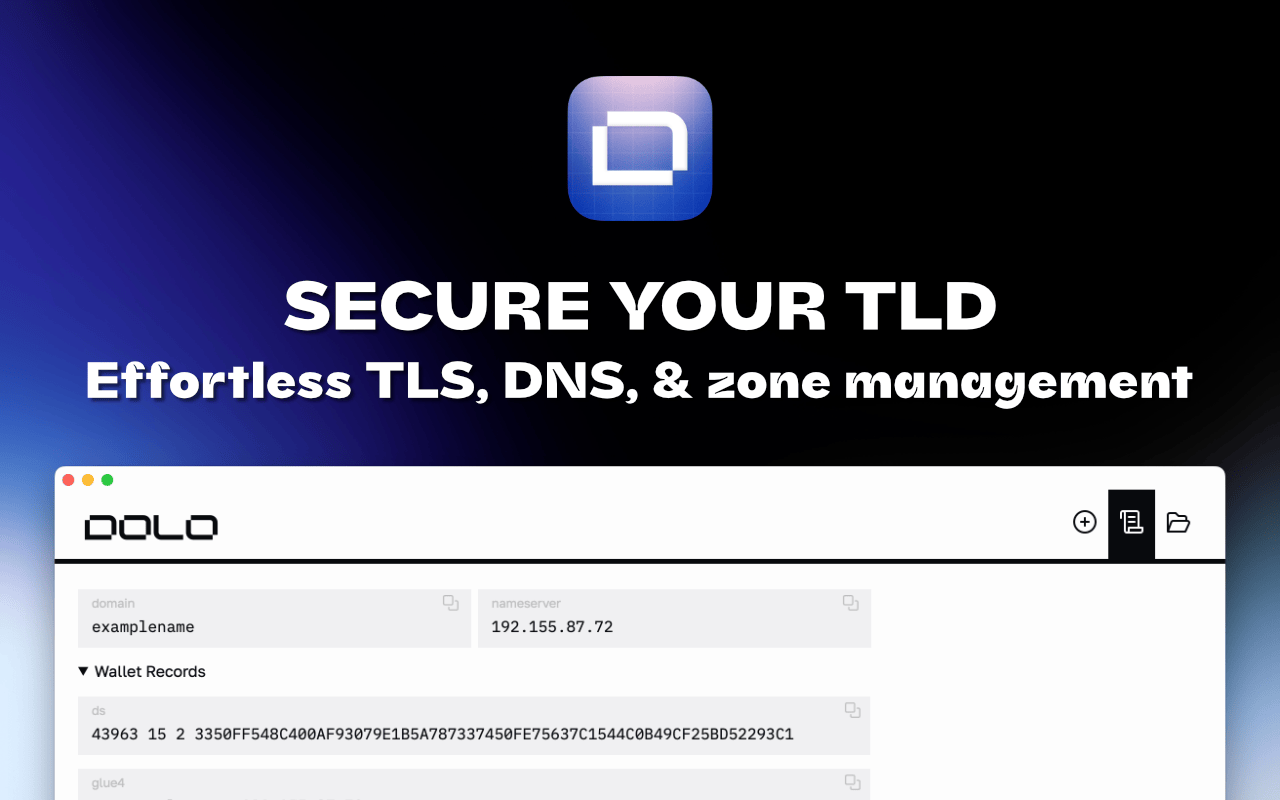 SECURE YOUR TLD
Effortless TLS, DNS, & zone management
DOLO
domain
examplename
nameserver
192.155.87.72
Wallet Records
ds
43963 15 2 3350FF548C400AF93079E1B5A787337450FE75637C1544C0B49CF25BD52293C1
glue4